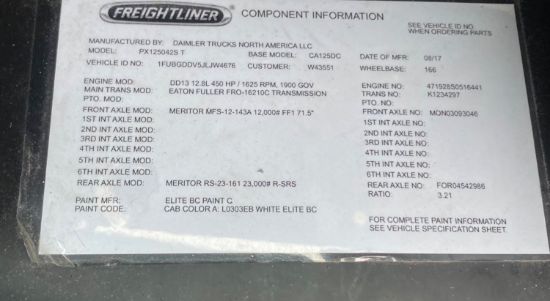 FREIGHTLINER COMPONENT INFORMATION
SEE VEHICLE ID NO
WHEN ORDERING PARTS
MANUFACTURED BY: DAIMLER TRUCKS NORTH AMERICA LLC
MODEL: PX125042S T BASE MODEL: CA125DC DATE OF MFR: 08/17
VEHICLE ID NO: 1FUBGDDV5JLJW4676 CUSTOMER: W43551 WHEELBASE: 166
ENGINE MOD: DD13 12.8L 450 HP / 1625 RPM, 1900 GOV ENGINE NO: 471928S0516441
MAIN TRANS MOD: EATON FULLER FRO-16210C TRANSMISSION TRANS NO: K1234297
PTO. MOD: PTO. NO:
FRONT AXLE MOD: MERITOR MFS-12-143A 12,000# FF1 71.5" FRONT AXLE NO: MON03093046
1ST INT AXLE MOD: 1ST INT AXLE NO:
2ND INT AXLE MOD: 2ND INT AXLE NO:
3RD INT AXLE MOD: 3RD INT AXLE NO:
4TH INT AXLE MOD: 4TH INT AXLE NO:
5TH INT AXLE MOD: 5TH INT AXLE NO:
6TH INT AXLE MOD: 6TH INT AXLE NO:
REAR AXLE MOD: MERITOR RS-23-161 23,000# R-SRS REAR AXLE NO: FOR04542986
RATIO: 3.21
PAINT MFR: ELITE BC PAINT C
PAINT CODE: CAB COLOR A: L0303EB WHITE ELITE BC
FOR COMPLETE PAINT INFORMATION
SEE VEHICLE SPECIFICATION SHEET.